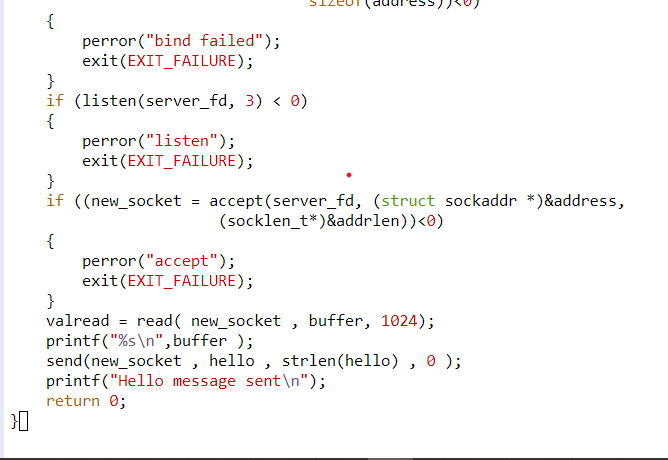 sizeof(address))<0)
    {
        perror("bind failed");
        exit(EXIT_FAILURE);
    }
    if (listen(server_fd, 3) < 0)
    {
        perror("listen");
        exit(EXIT_FAILURE);
    }
    if ((new_socket = accept(server_fd, (struct sockaddr *)&address,
                       (socklen_t*)&addrlen))<0)
    {
        perror("accept");
        exit(EXIT_FAILURE);
    }
    valread = read( new_socket , buffer, 1024);
    printf("%s\n",buffer );
    send(new_socket , hello , strlen(hello) , 0 );
    printf("Hello message sent\n");
    return 0;
}